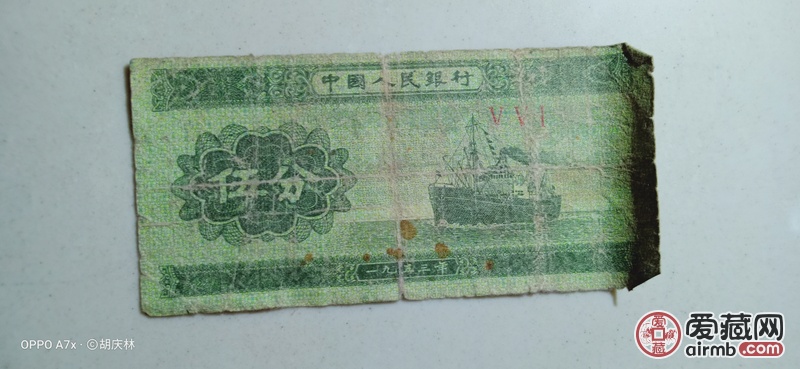 中國人民銀行
V V I
伍分
一九五三年
OPPO A7x · ©胡庆林
爱藏网
airmb.com